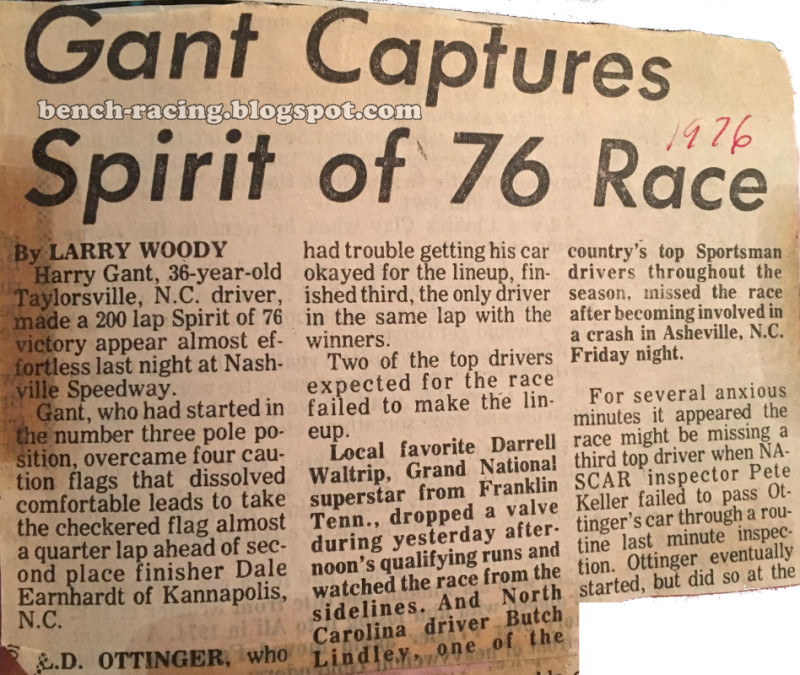 Gant Captures
bench-racing.blogspot.com
1976
Spirit of 76 Race
By LARRY WOODY
Harry Gant, 36-year-old
Taylorsville, N.C. driver,
made a 200 lap Spirit of 76
victory appear almost ef-
fortless last night at Nash-
ville Speedway.
Gant, who had started in
the number three pole po-
sition, overcame four cau-
tion flags that dissolved
comfortable leads to take
the checkered flag almost
a quarter lap ahead of sec-
ond place finisher Dale
Earnhardt of Kannapolis,
N.C.
L.D. OTTINGER, who
had trouble getting his car
okayed for the lineup, fin-
ished third, the only driver
in the same lap with the
winners.
Two of the top drivers
expected for the race
failed to make the lin-
eup.
Local favorite Darrell
Waltrip, Grand National
superstar from Franklin
Tenn., dropped a valve
during yesterday after-
noon's qualifying runs and
watched the race from the
sidelines. And North
Carolina driver Butch
Lindley, one of the
country's top Sportsman
drivers throughout the
season, missed the race
after becoming involved in
a crash in Asheville, N.C.
Friday night.
For several anxious
minutes it appeared the
race might be missing a
third top driver when NA-
SCAR inspector Pete
Keller failed to pass Ot-
tinger's car through a rou-
tine last minute inspec-
tion. Ottinger eventually
started, but did so at the